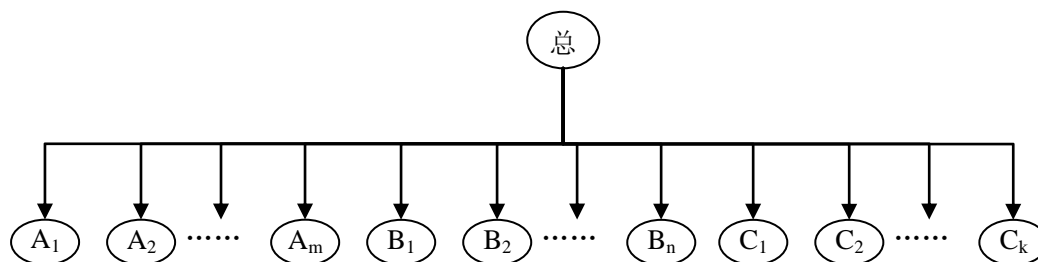 总
A₁ A₂ …… Aₘ B₁ B₂ …… Bₙ C₁ C₂ …… Cₖ